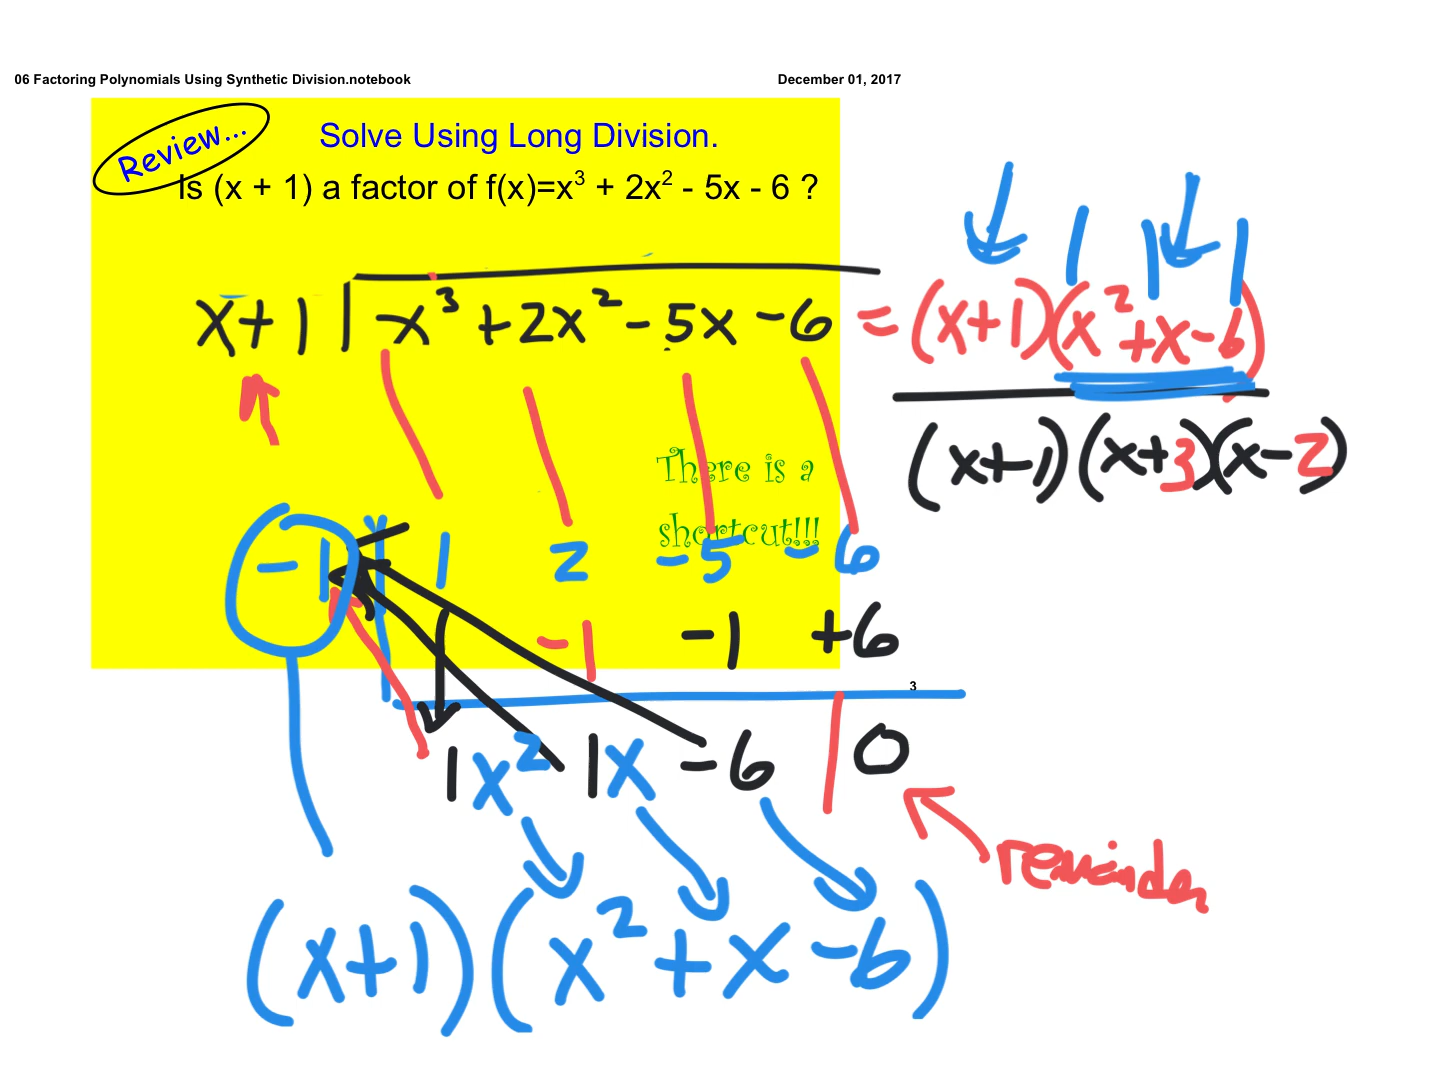 06 Factoring Polynomials Using Synthetic Division.notebook
December 01, 2017
Review...
Solve Using Long Division.
Is (x + 1) a factor of f(x)=x³ + 2x² - 5x - 6 ?
x+1 x³+2x²-5x-6 =(x+1)(x²+x-6)
(x+1)(x+3)(x-2)
There is a
shortcut!!!
-1 1 2 -5 -6
-1 -1 +6
3
1x² 1x -6 | 0
reminder
(x+1)(x²+x-6)